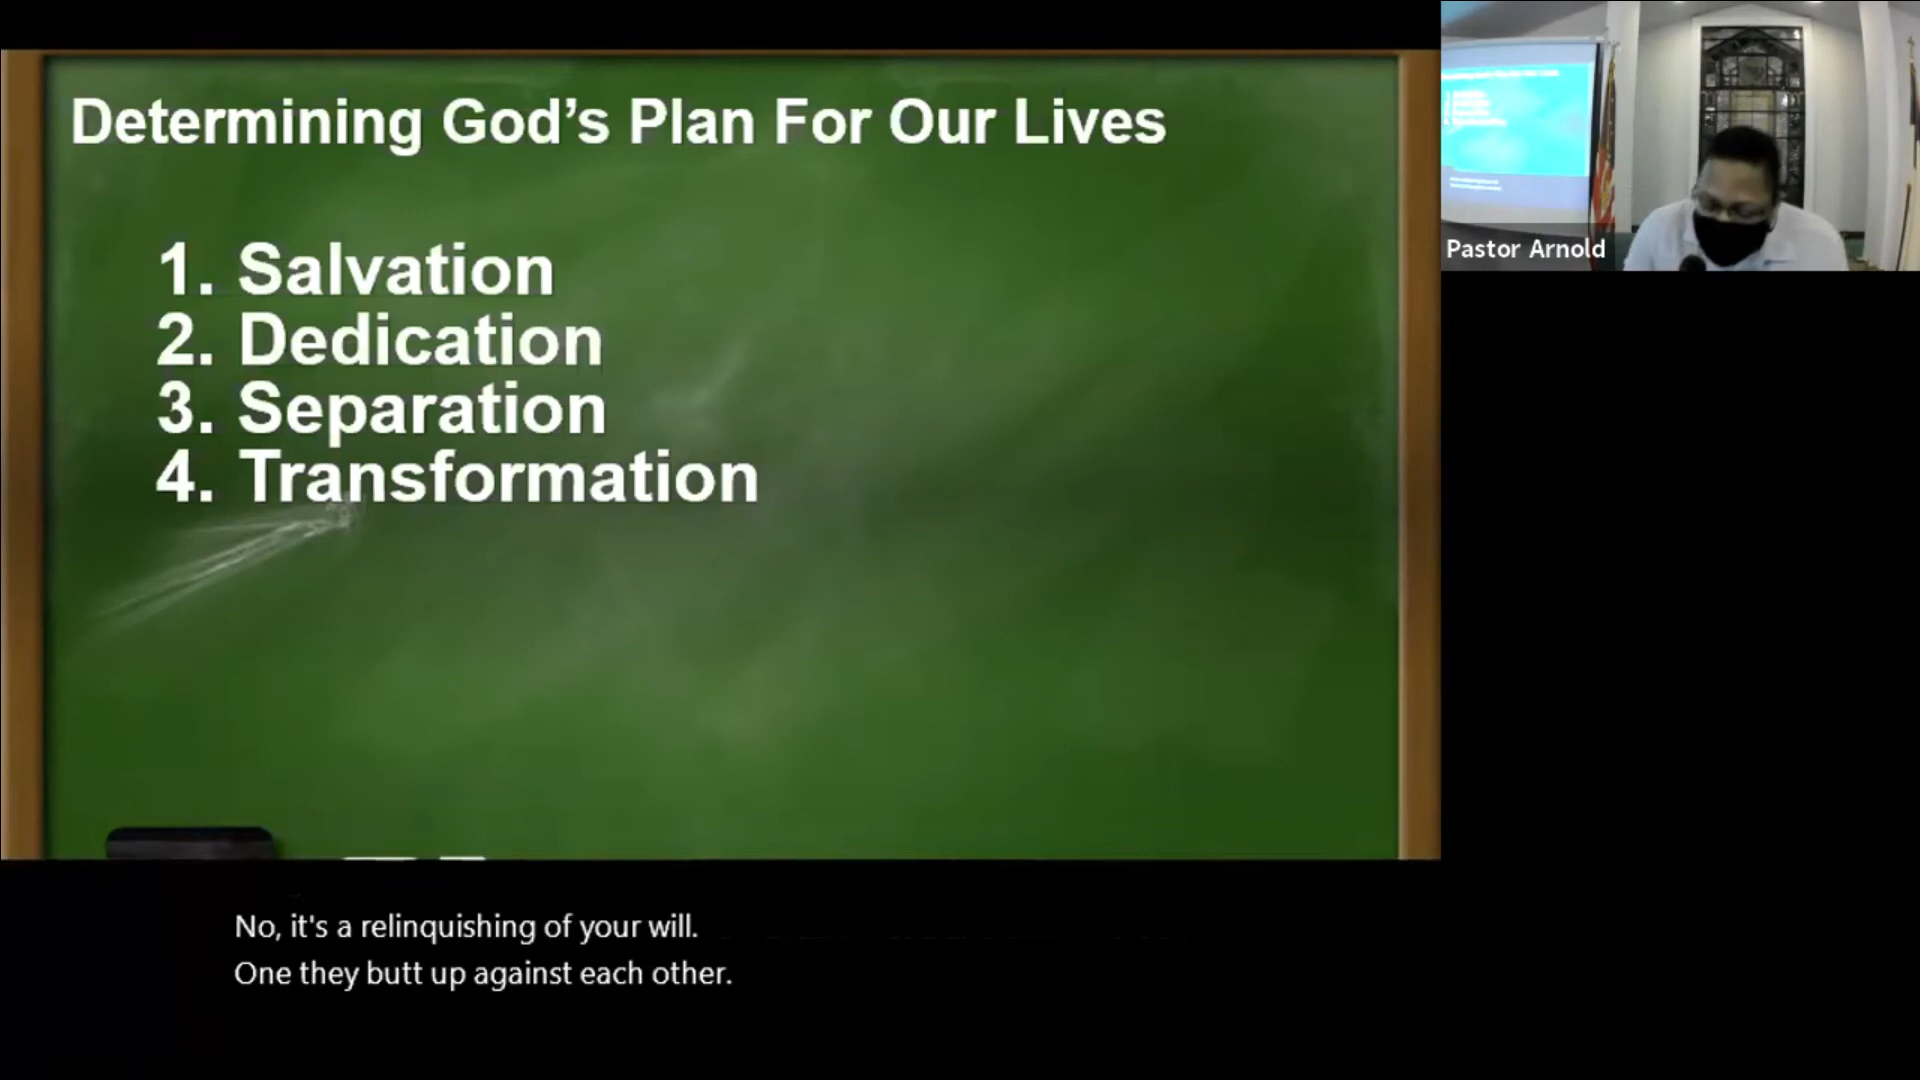 Determining God’s Plan For Our Lives
1. Salvation
2. Dedication
3. Separation
4. Transformation
Pastor Arnold
No, it's a relinquishing of your will.
One they butt up against each other.